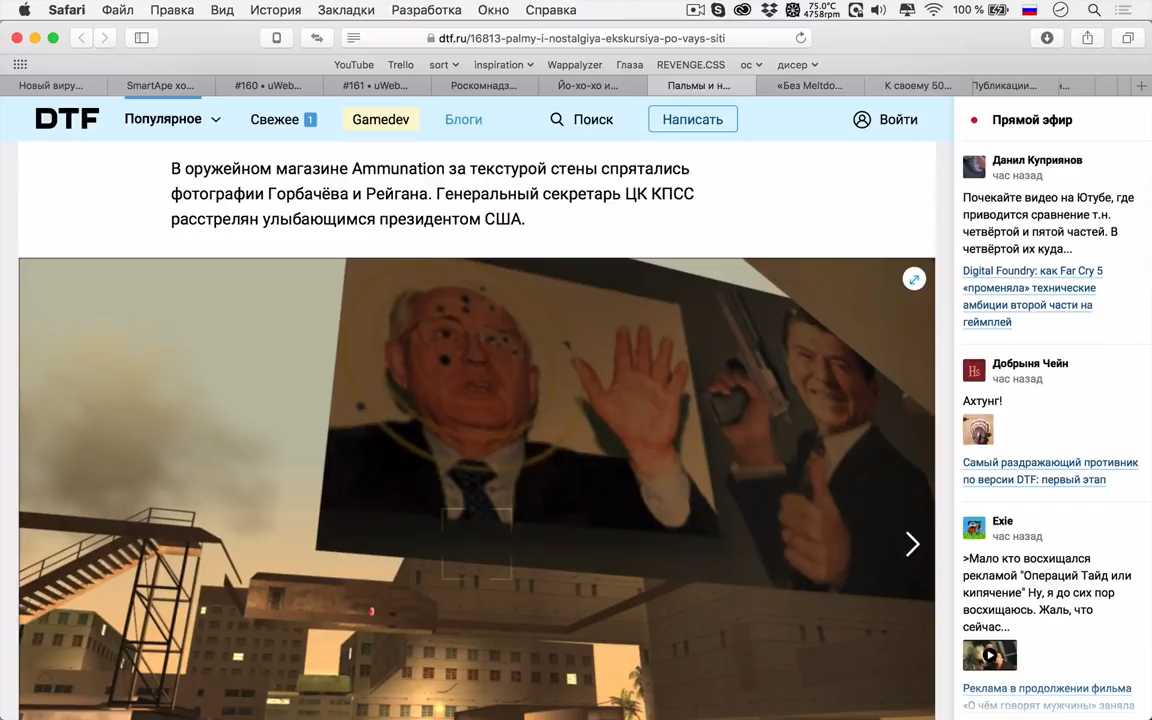 Safari Файл Правка Вид История Закладки Разработка Окно Справка 75.0°C 4758rpm 100 %
dtf.ru/16813-palmy-i-nostalgiya-ekskursiya-po-vays-siti
YouTube Trello sort inspiration Wappalyzer Глаза REVENGE.CSS ос дисер
Новый виру... SmartApe хо... #160 • uWeb... #161 • uWeb... Роскомнадз... Йо-хо-хо и... Пальмы и н... «Без Meltdo... К своему 50... Публикации...
DTF Популярное Свежее 1 Gamedev Блоги Поиск Написать Войти
В оружейном магазине Ammunation за текстурой стены спрятались
фотографии Горбачёва и Рейгана. Генеральный секретарь ЦК КПСС
расстрелян улыбающимся президентом США.
Прямой эфир
Данил Куприянов
час назад
Почекайте видео на Ютубе, где
приводится сравнение т.н.
четвёртой и пятой частей. В
четвёртой их куда...
Digital Foundry: как Far Cry 5
«променяла» технические
амбиции второй части на
геймплей
Hs
Добрыня Чейн
час назад
Ахтунг!
Самый раздражающий противник
по версии DTF: первый этап
Exie
час назад
>Мало кто восхищался
рекламой "Операций Тайд или
кипячение" Ну, я до сих пор
восхищаюсь. Жаль, что
сейчас...
Реклама в продолжении фильма
«О чём говорят мужчины» заняла